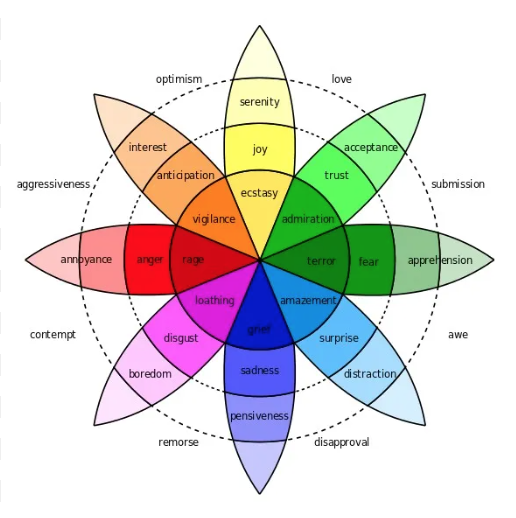 optimism
love
serenity
interest
joy
acceptance
anticipation
trust
aggressiveness
submission
ecstasy
vigilance
admiration
annoyance
anger
rage
terror
fear
apprehension
loathing
amazement
contempt
grief
awe
disgust
surprise
boredom
sadness
distraction
pensiveness
remorse
disapproval